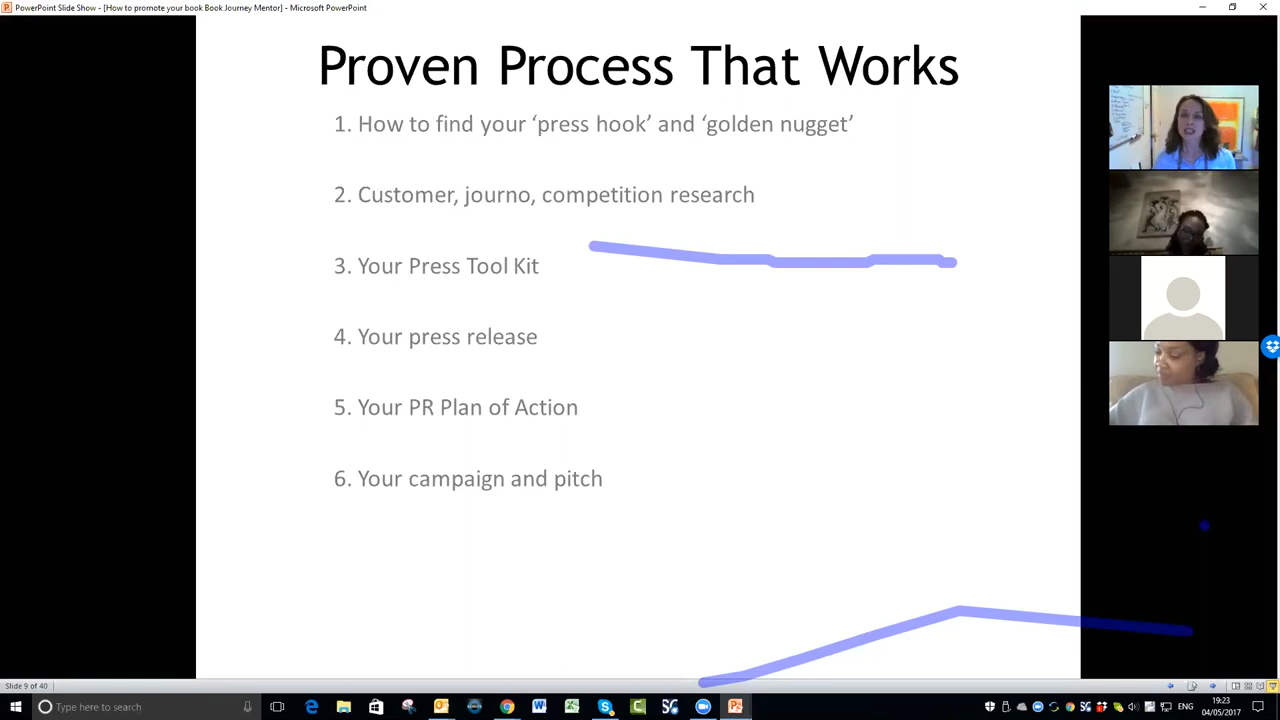 PowerPoint Slide Show - [How to promote your book Book Journey Mentor] - Microsoft PowerPoint
Proven Process That Works
1. How to find your ‘press hook’ and ‘golden nugget’
2. Customer, journo, competition research
3. Your Press Tool Kit
4. Your press release
5. Your PR Plan of Action
6. Your campaign and pitch
Slide 9 of 40
Type here to search
ENG
19:23
04/05/2017